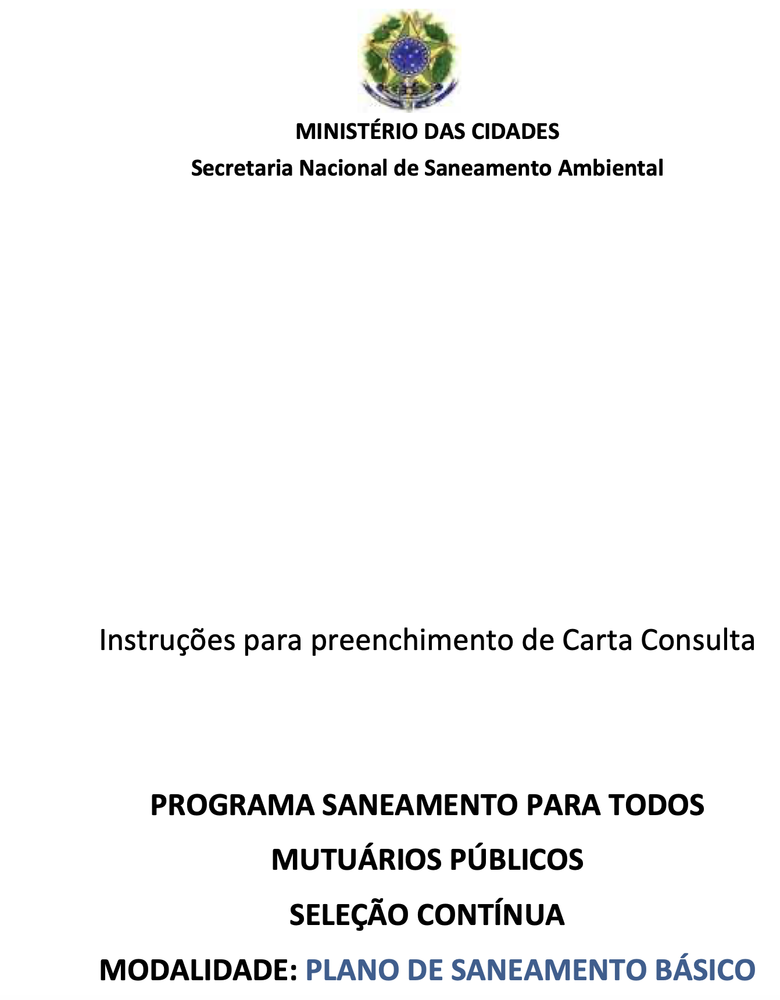 MINISTÉRIO DAS CIDADES
Secretaria Nacional de Saneamento Ambiental
Instruções para preenchimento de Carta Consulta
PROGRAMA SANEAMENTO PARA TODOS
MUTUÁRIOS PÚBLICOS
SELEÇÃO CONTÍNUA
MODALIDADE: PLANO DE SANEAMENTO BÁSICO